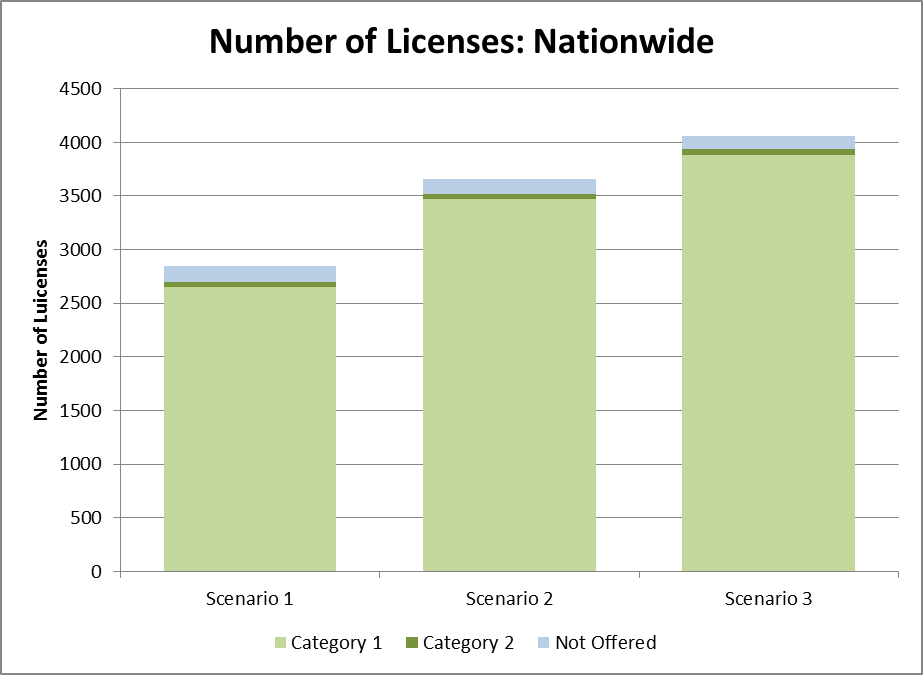 Number of Licenses: Nationwide
4500
4000
3500
3000
2500
2000
1500
1000
500
0
Number of Luicenses
Scenario 1 Scenario 2 Scenario 3
Category 1 Category 2 Not Offered